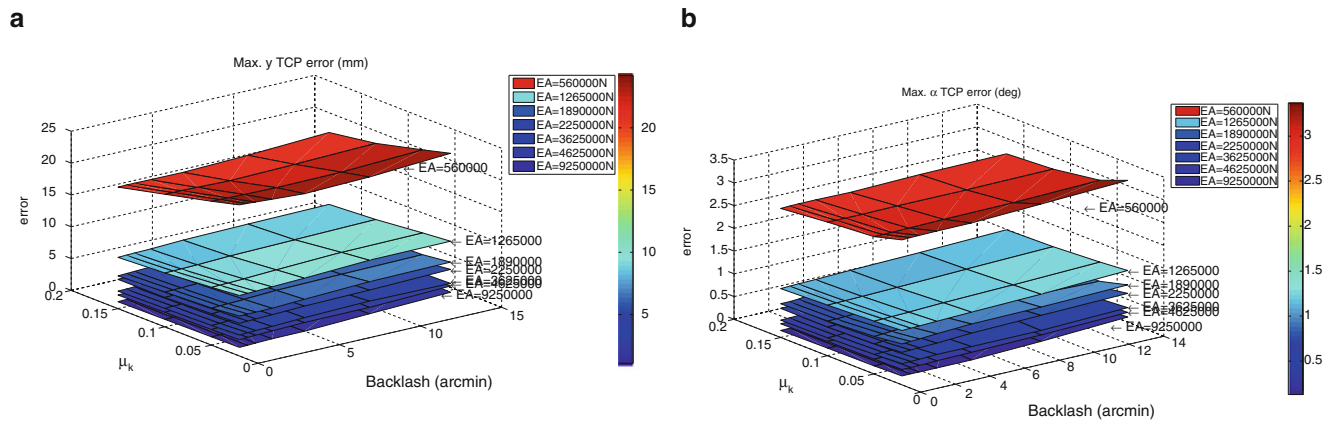 a
Max. y TCP error (mm)
EA=560000N
EA=1265000N
EA=1890000N
EA=2250000N
EA=3625000N
EA=4625000N
EA=9250000N
20
15
10
5
25
20
15
10
5
0
error
0.2
0.15
0.1
0.05
0
μk
0
5
10
15
Backlash (arcmin)
← EA=560000
← EA=1265000
← EA=1890000
← EA=2250000
← EA=3625000
← EA=4625000
← EA=9250000
b
Max. α TCP error (deg)
EA=560000N
EA=1265000N
EA=1890000N
EA=2250000N
EA=3625000N
EA=4625000N
EA=9250000N
3
2.5
2
1.5
1
0.5
3.5
3
2.5
2
1.5
1
0.5
0
error
0.2
0.15
0.1
0.05
0
μk
0
2
4
6
8
10
12
14
Backlash (arcmin)
← EA=560000
← EA=1265000
← EA=1890000
← EA=2250000
← EA=3625000
← EA=4625000
← EA=9250000